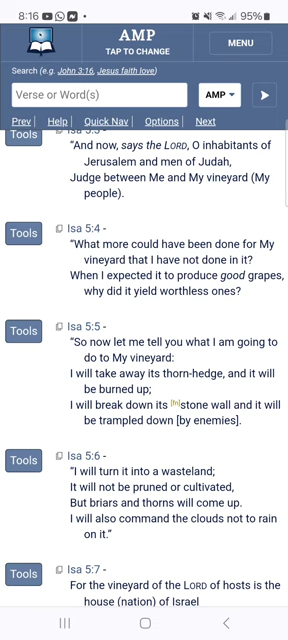 8:16 95%
AMP
TAP TO CHANGE
MENU
Search (e.g. John 3:16, Jesus faith love)
Verse or Word(s)
AMP
Prev Help Quick Nav Options Next
Tools
Isa 5:3 -
“And now, says the LORD, O inhabitants of
Jerusalem and men of Judah,
Judge between Me and My vineyard (My
people).
Tools
Isa 5:4 -
“What more could have been done for My
vineyard that I have not done in it?
When I expected it to produce good grapes,
why did it yield worthless ones?
Tools
Isa 5:5 -
“So now let me tell you what I am going to
do to My vineyard:
I will take away its thorn-hedge, and it will
be burned up;
I will break down its [fn]stone wall and it will
be trampled down [by enemies].
Tools
Isa 5:6 -
“I will turn it into a wasteland;
It will not be pruned or cultivated,
But briars and thorns will come up.
I will also command the clouds not to rain
on it.”
Tools
Isa 5:7 -
For the vineyard of the LORD of hosts is the
house (nation) of Israel